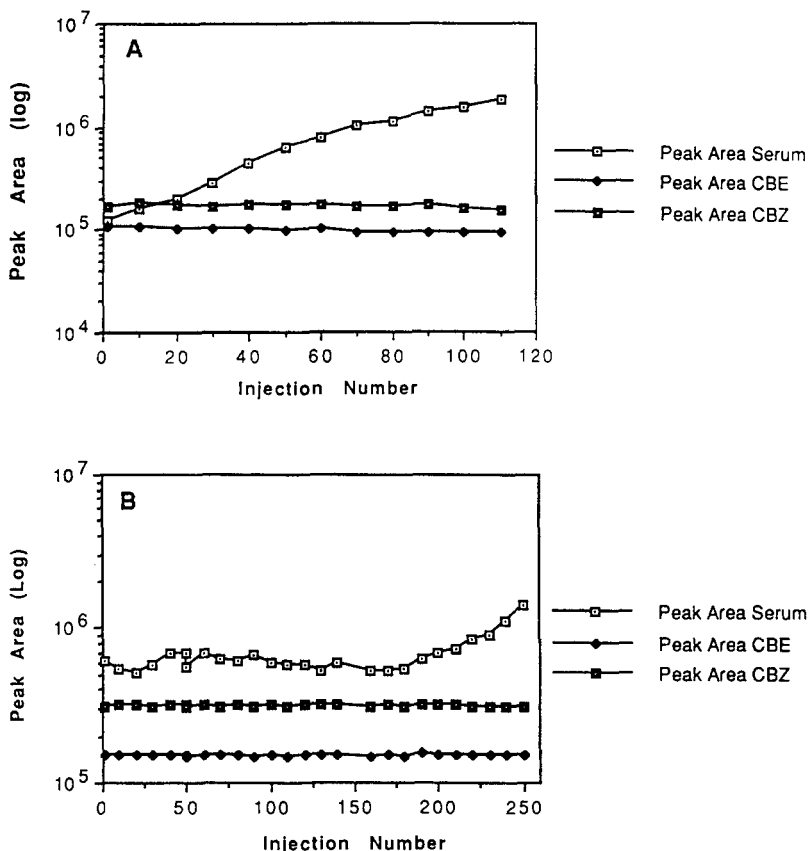 A
10^7
10^6
10^5
10^4
Peak Area (log)
0 20 40 60 80 100 120
Injection Number
Peak Area Serum
Peak Area CBE
Peak Area CBZ
B
10^7
10^6
10^5
Peak Area (Log)
0 50 100 150 200 250
Injection Number
Peak Area Serum
Peak Area CBE
Peak Area CBZ